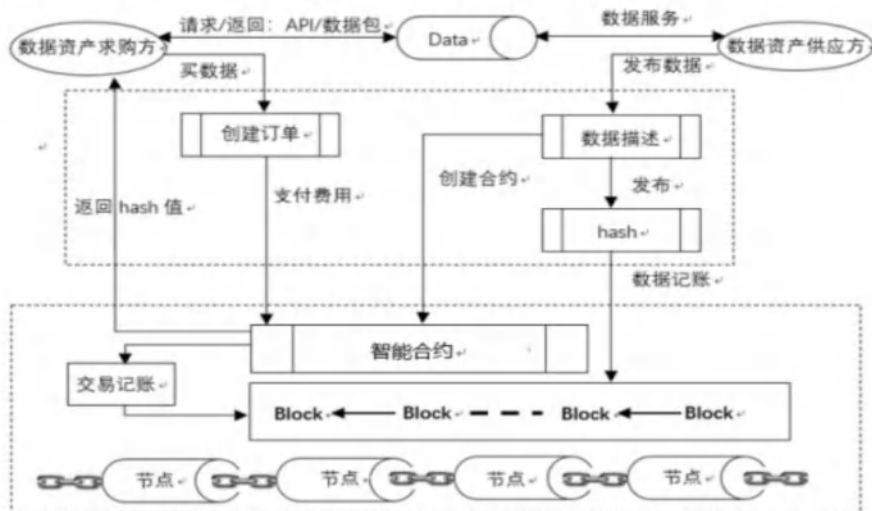 请求/返回：API/数据包
数据服务
数据资产求购方
Data
数据资产供应方
买数据
发布数据
创建订单
数据描述
创建合约
发布
返回 hash 值
支付费用
hash
数据记账
智能合约
交易记账
Block Block Block Block
节点 节点 节点 节点